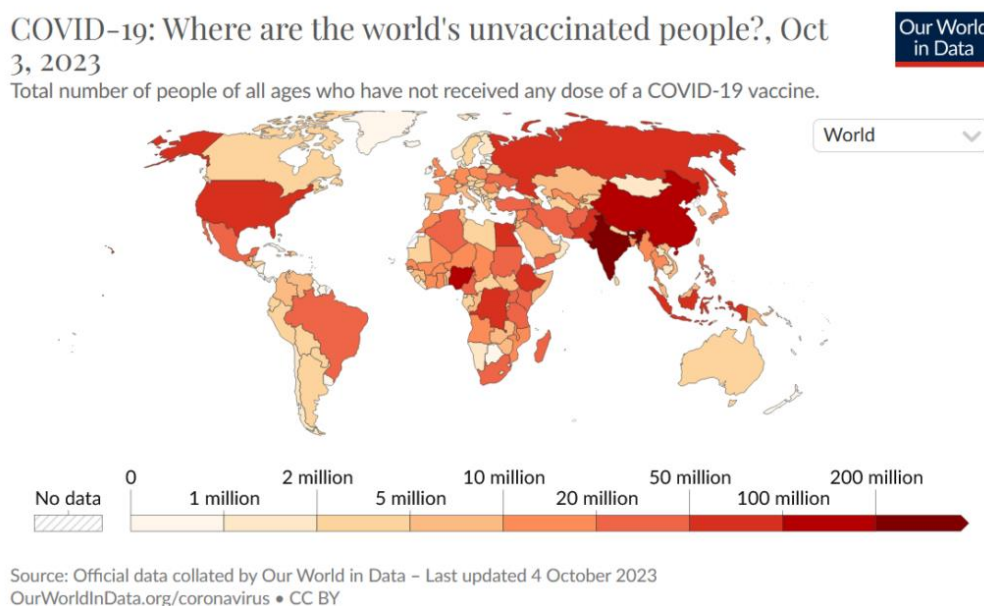 COVID-19: Where are the world's unvaccinated people?, Oct
3, 2023
Our World
in Data
Total number of people of all ages who have not received any dose of a COVID-19 vaccine.
World
No data
0
1 million
2 million
5 million
10 million
20 million
50 million
100 million
200 million
Source: Official data collated by Our World in Data – Last updated 4 October 2023
OurWorldInData.org/coronavirus • CC BY